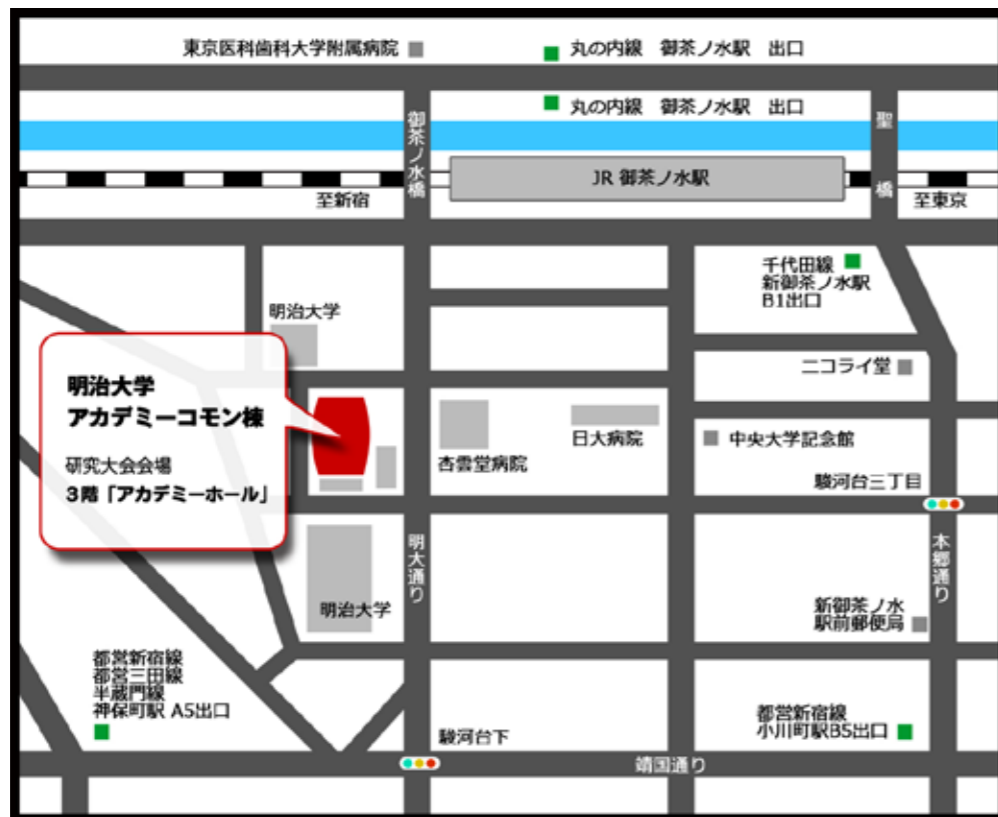 東京医科歯科大学附属病院
丸の内線 御茶ノ水駅 出口
丸の内線 御茶ノ水駅 出口
御茶ノ水橋
聖橋
JR 御茶ノ水駅
至新宿
至東京
千代田線
新御茶ノ水駅
B1出口
明治大学
ニコライ堂
明治大学
アカデミーコモン棟
研究大会会場
3階「アカデミーホール」
杏雲堂病院
日大病院
中央大学記念館
駿河台三丁目
明大通り
本郷通り
明治大学
新御茶ノ水
駅前郵便局
都営新宿線
都営三田線
半蔵門線
神保町駅 A5出口
駿河台下
都営新宿線
小川町駅B5出口
靖国通り